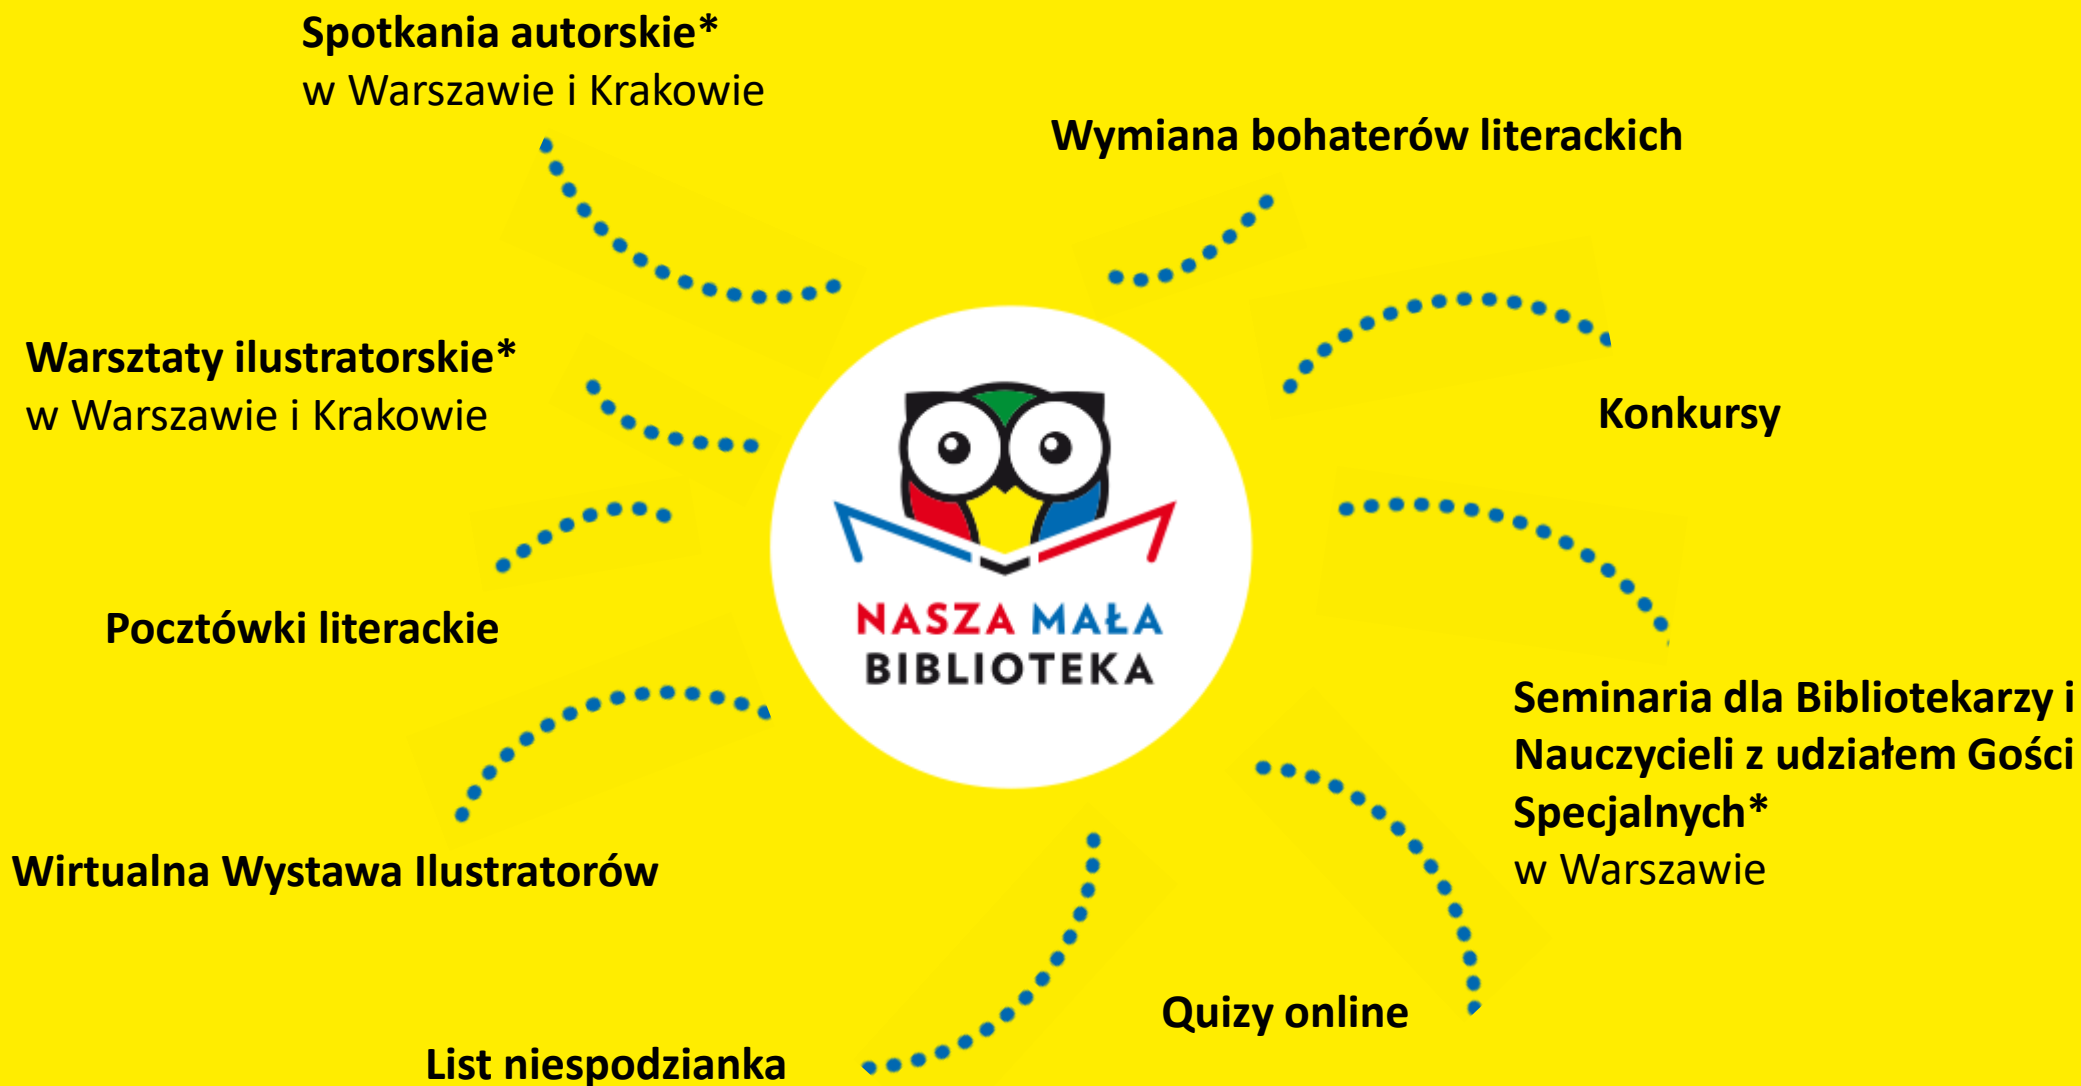 Spotkania autorskie*
w Warszawie i Krakowie
Wymiana bohaterów literackich
Warsztaty ilustratorskie*
w Warszawie i Krakowie
Konkursy
NASZA MAŁA
BIBLIOTEKA
Pocztówki literackie
Seminaria dla Bibliotekarzy i
Nauczycieli z udziałem Gości
Specjalnych*
w Warszawie
Wirtualna Wystawa Ilustratorów
Quizy online
List niespodzianka